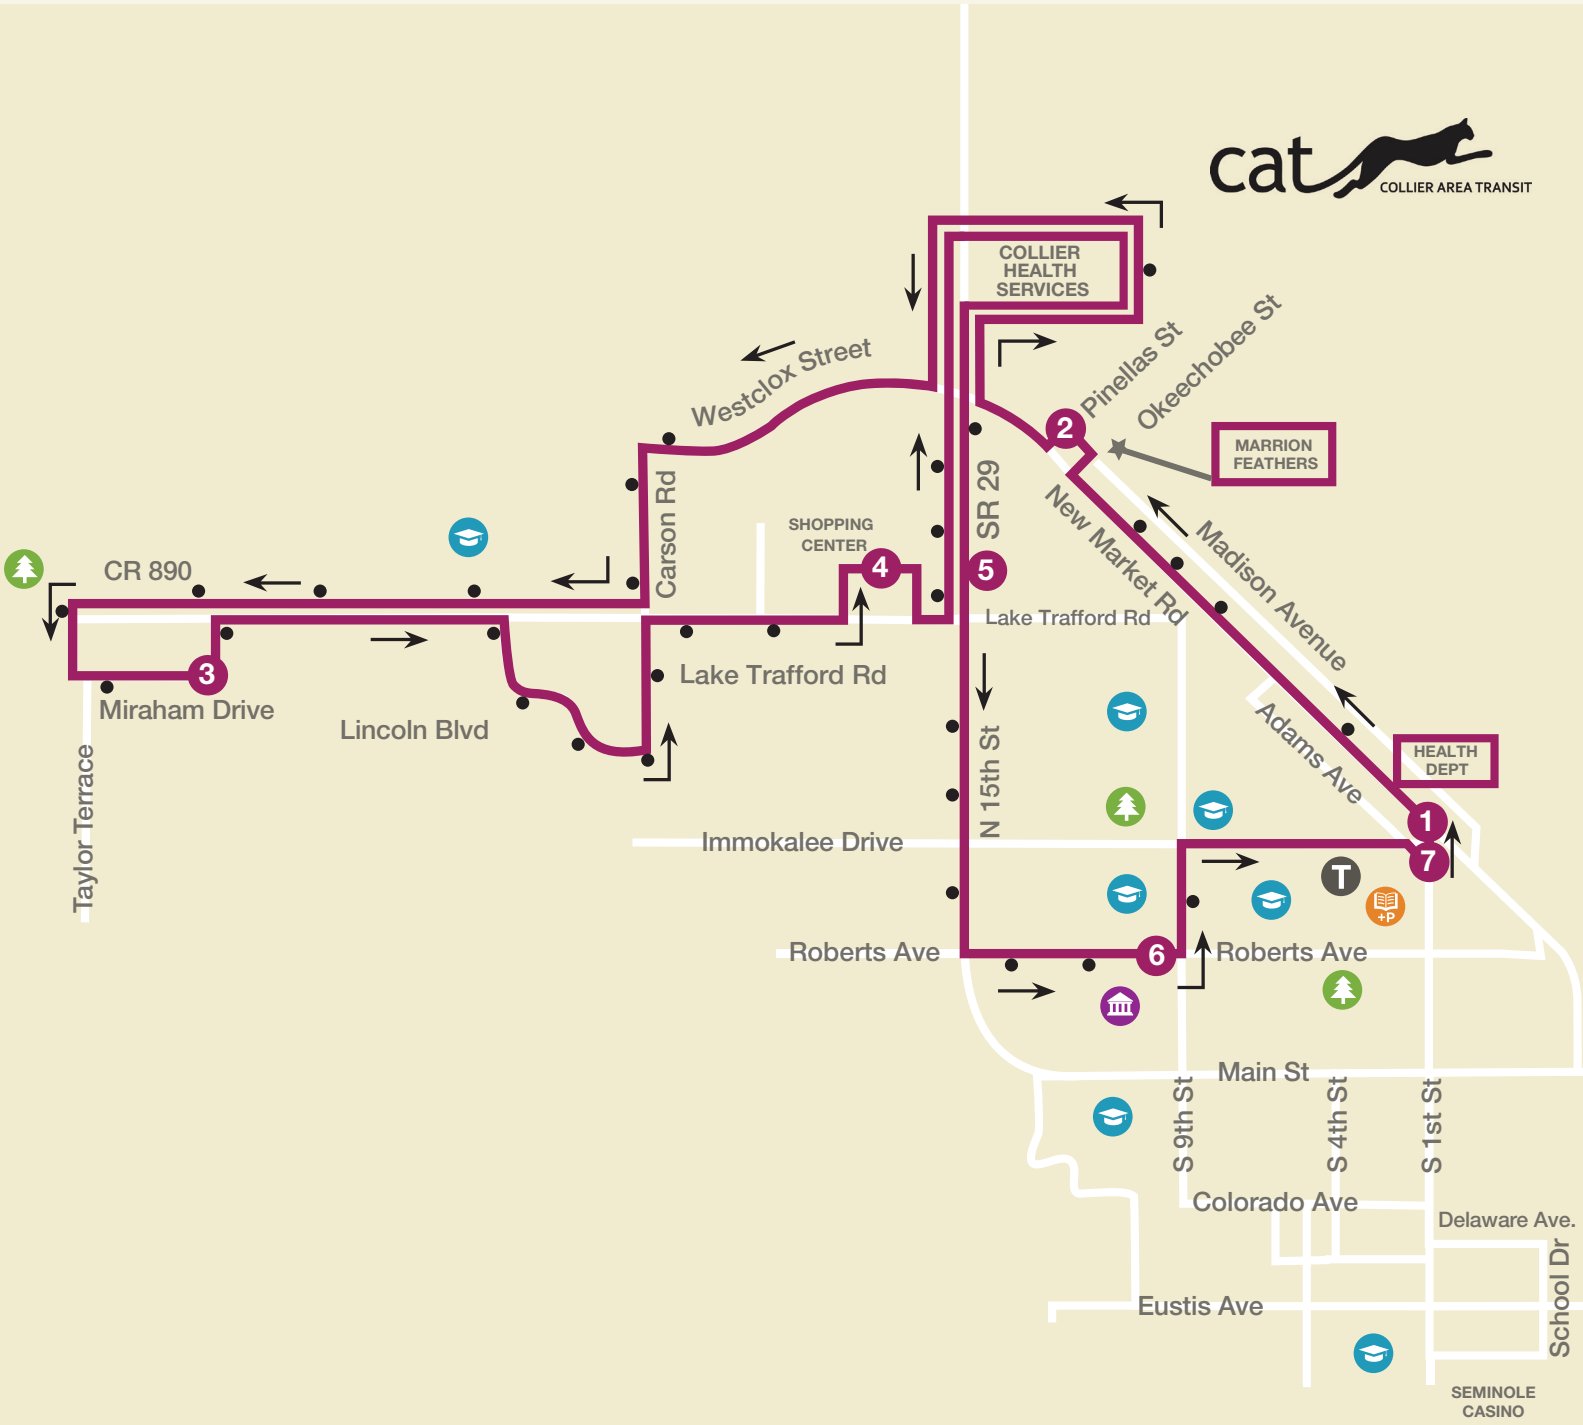 cat
COLLIER AREA TRANSIT
COLLIER
HEALTH
SERVICES
Pinellas St
Okeechobee St
Westclox Street
2
MARRION
FEATHERS
SR 29
Carson Rd
New Market Rd
Madison Avenue
SHOPPING
CENTER
4
5
CR 890
Lake Trafford Rd
3
Lake Trafford Rd
Miraham Drive
Lincoln Blvd
Adams Ave
HEALTH
DEPT
Taylor Terrace
N 15th St
1
Immokalee Drive
7
T
+P
Roberts Ave
6
Roberts Ave
Main St
S 9th St
S 4th St
S 1st St
Colorado Ave
Delaware Ave.
School Dr
Eustis Ave
SEMINOLE
CASINO